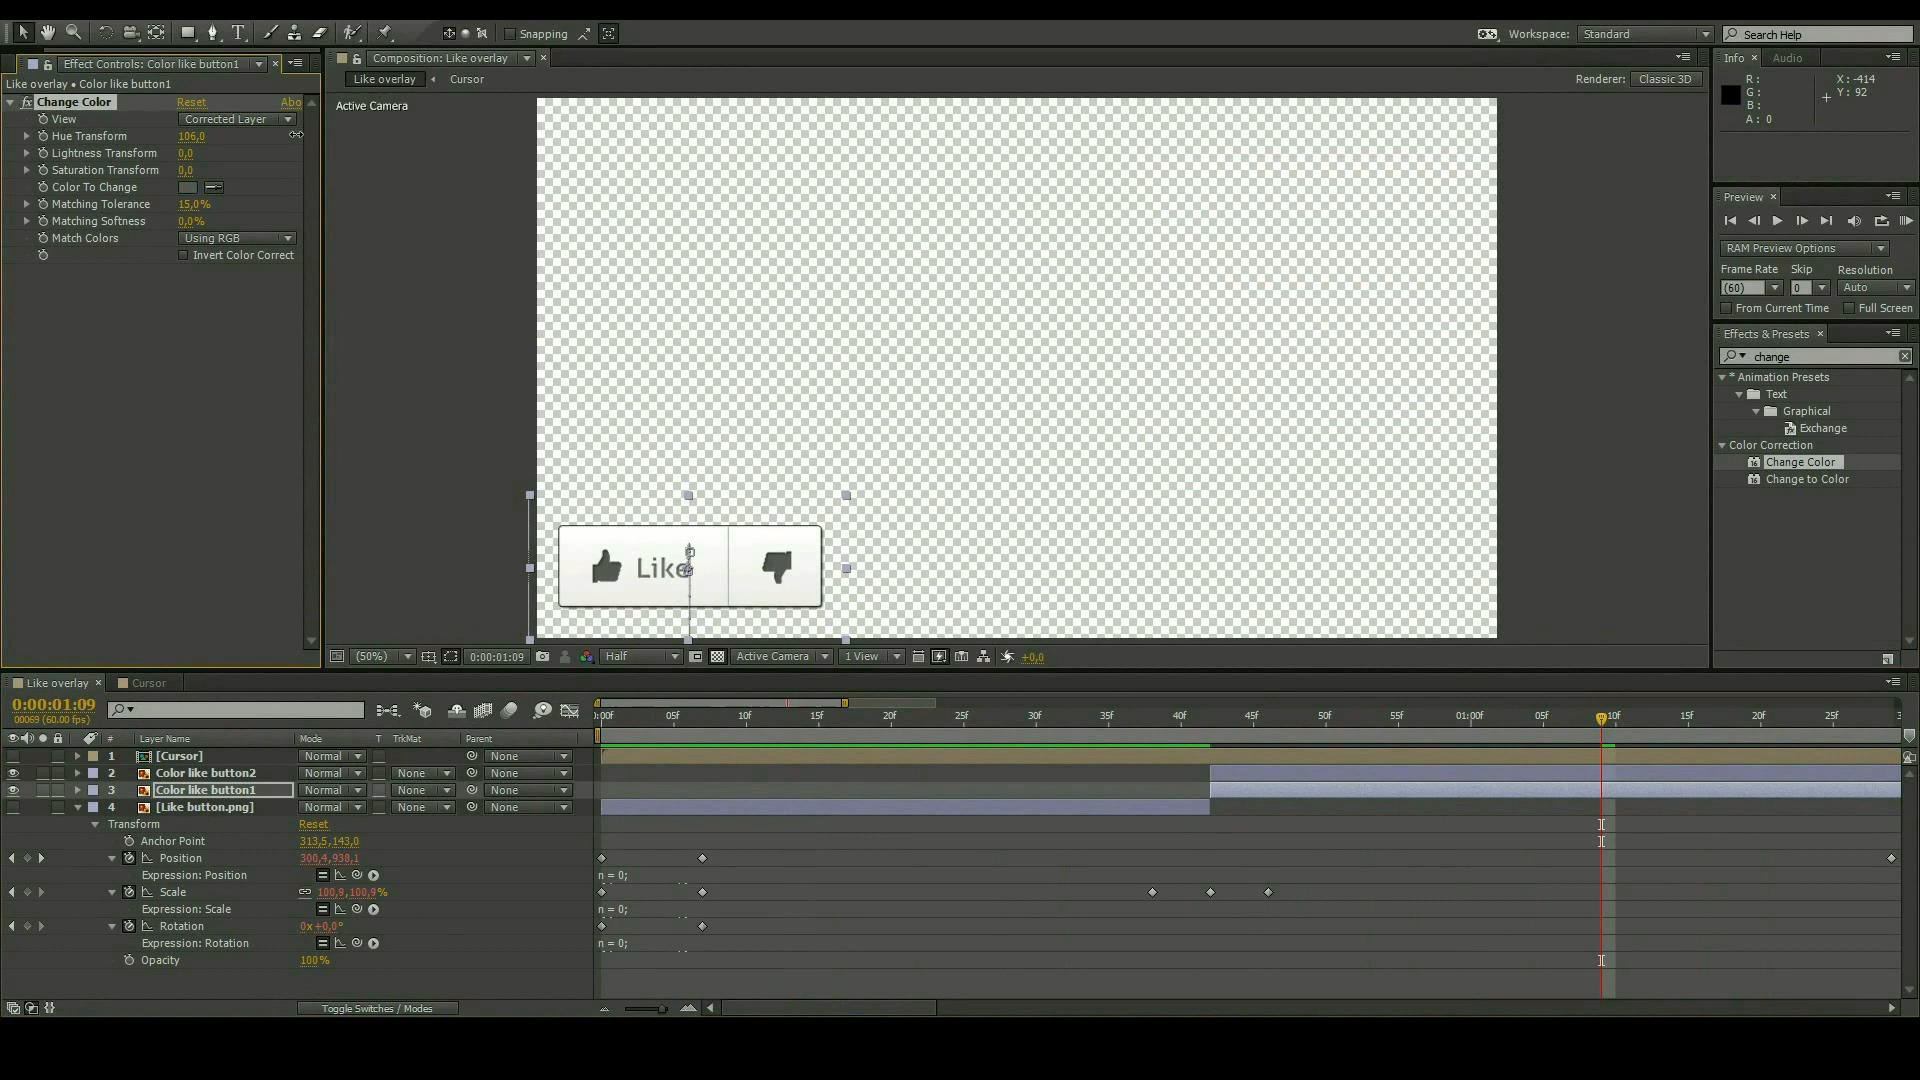 Snapping
Workspace: Standard
Search Help
Effect Controls: Color like button1
Like overlay • Color like button1
fx Change Color Reset Abo
View Corrected Layer
Hue Transform 106,0
Lightness Transform 0,0
Saturation Transform 0,0
Color To Change
Matching Tolerance 15,0%
Matching Softness 0,0%
Match Colors Using RGB
Invert Color Correct
Composition: Like overlay
Like overlay Cursor
Renderer: Classic 3D
Active Camera
Like
(50%) 0:00:01:09 Half Active Camera 1 View +0,0
Info Audio
R: X: -414
G: Y: 92
B:
A: 0
Preview
RAM Preview Options
Frame Rate Skip Resolution
(60) 0 Auto
From Current Time Full Screen
Effects & Presets
change
* Animation Presets
Text
Graphical
Exchange
Color Correction
Change Color
Change to Color
Like overlay Cursor
0:00:01:09
00069 (60.00 fps)
0:00f 05f 10f 15f 20f 25f 30f 35f 40f 45f 50f 55f 01:00f 05f 10f 15f 20f 25f 3
# Layer Name Mode T TrkMat Parent
1 [Cursor] Normal None
2 Color like button2 Normal None None
3 Color like button1 Normal None None
4 [Like button.png] Normal None None
Transform Reset
Anchor Point 313,5,143,0
Position 300,4,938,1
Expression: Position n = 0;
Scale 100,9,100,9%
Expression: Scale n = 0;
Rotation 0x+0,0°
Expression: Rotation n = 0;
Opacity 100%
Toggle Switches / Modes